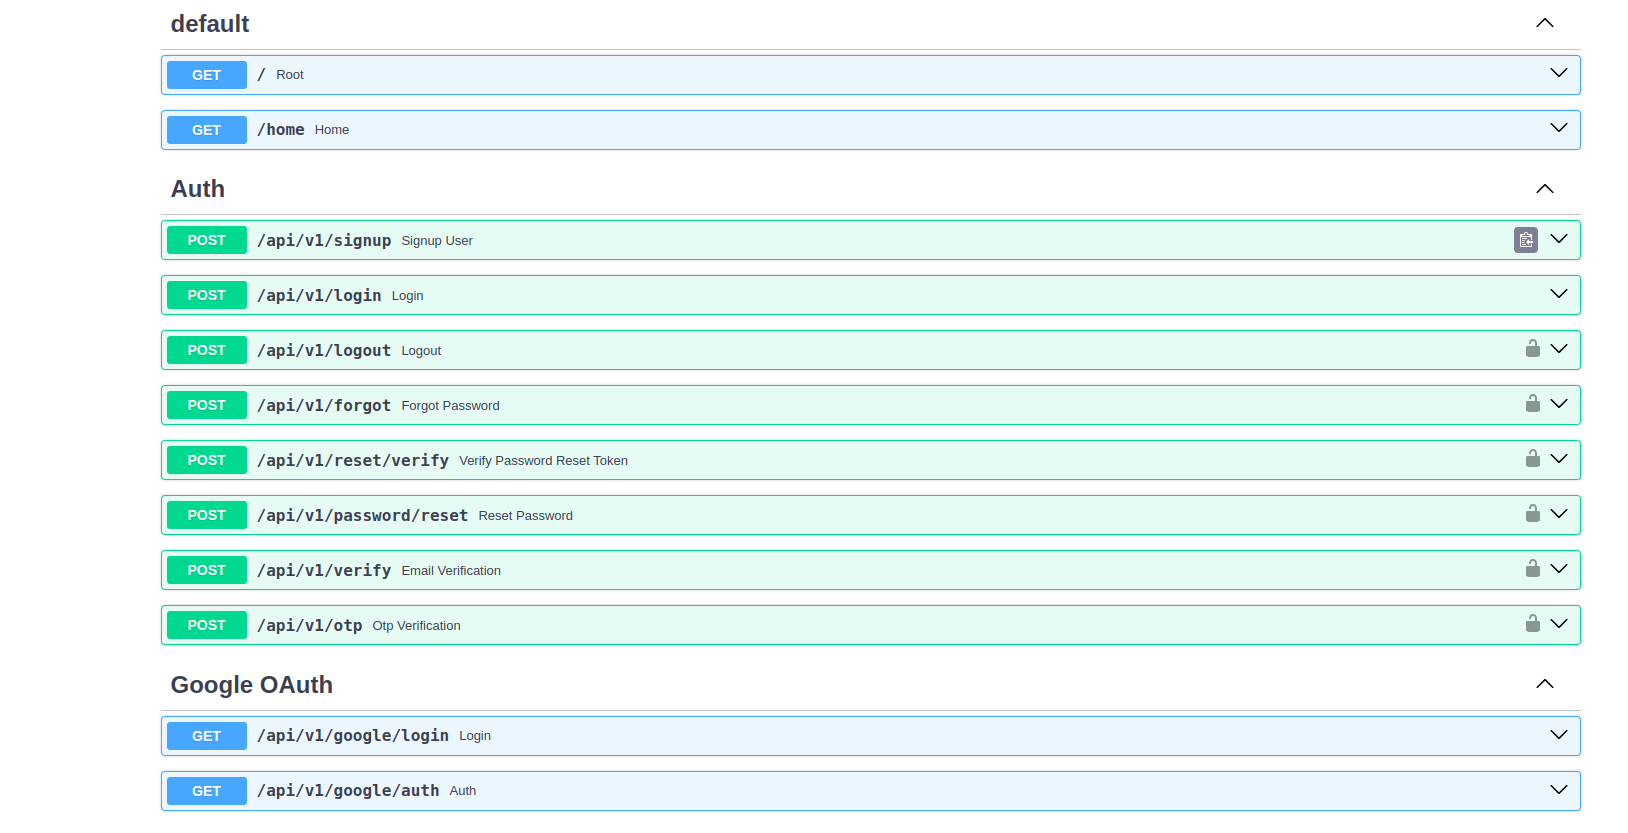 default
GET / Root
GET /home Home
Auth
POST /api/v1/signup Signup User
POST /api/v1/login Login
POST /api/v1/logout Logout
POST /api/v1/forgot Forgot Password
POST /api/v1/reset/verify Verify Password Reset Token
POST /api/v1/password/reset Reset Password
POST /api/v1/verify Email Verification
POST /api/v1/otp Otp Verification
Google OAuth
GET /api/v1/google/login Login
GET /api/v1/google/auth Auth